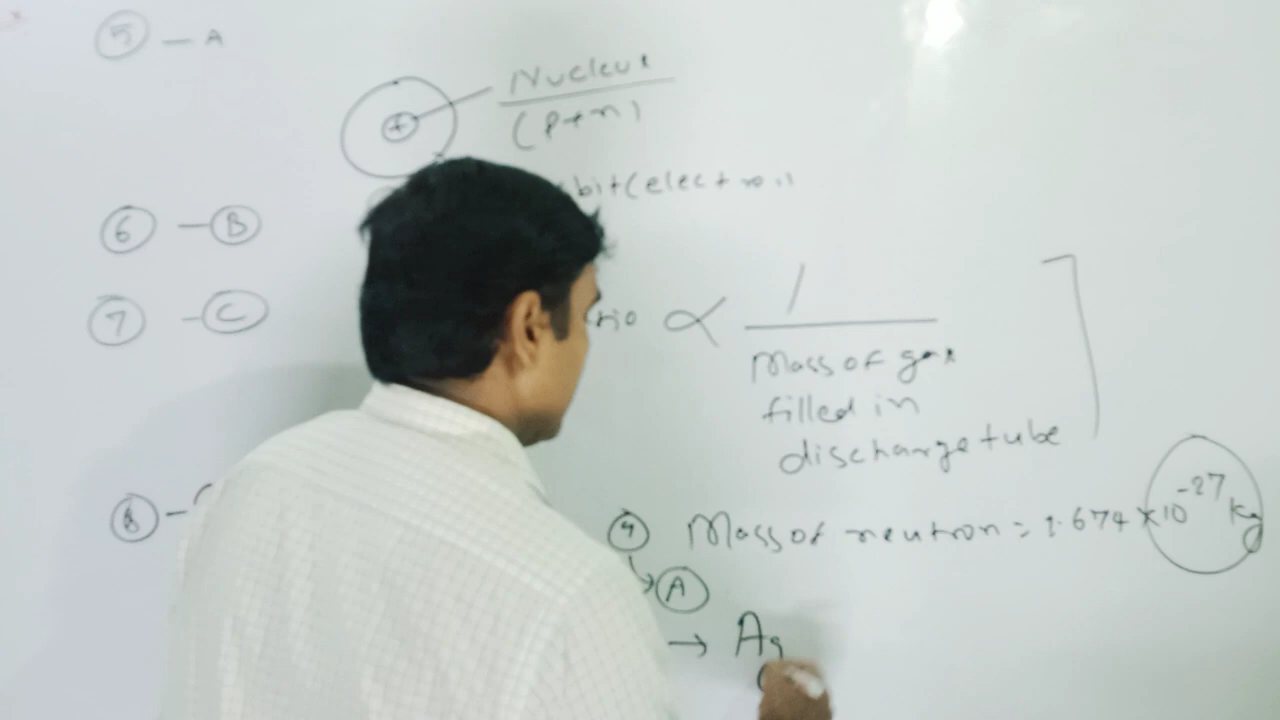 5 - A
Nucleus
(P+n)
+
bit(electron)
6 - B
7 - C
rio ∝ 1
Mass of gas
filled in
discharge tube
8 -
9 Mass of neutron = 1.674 × 10⁻²⁷ kg
A
→ Ag